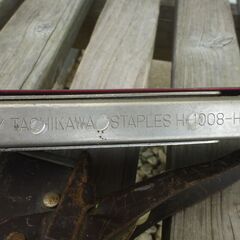 TACHIKAWA STAPLES H-1008-H